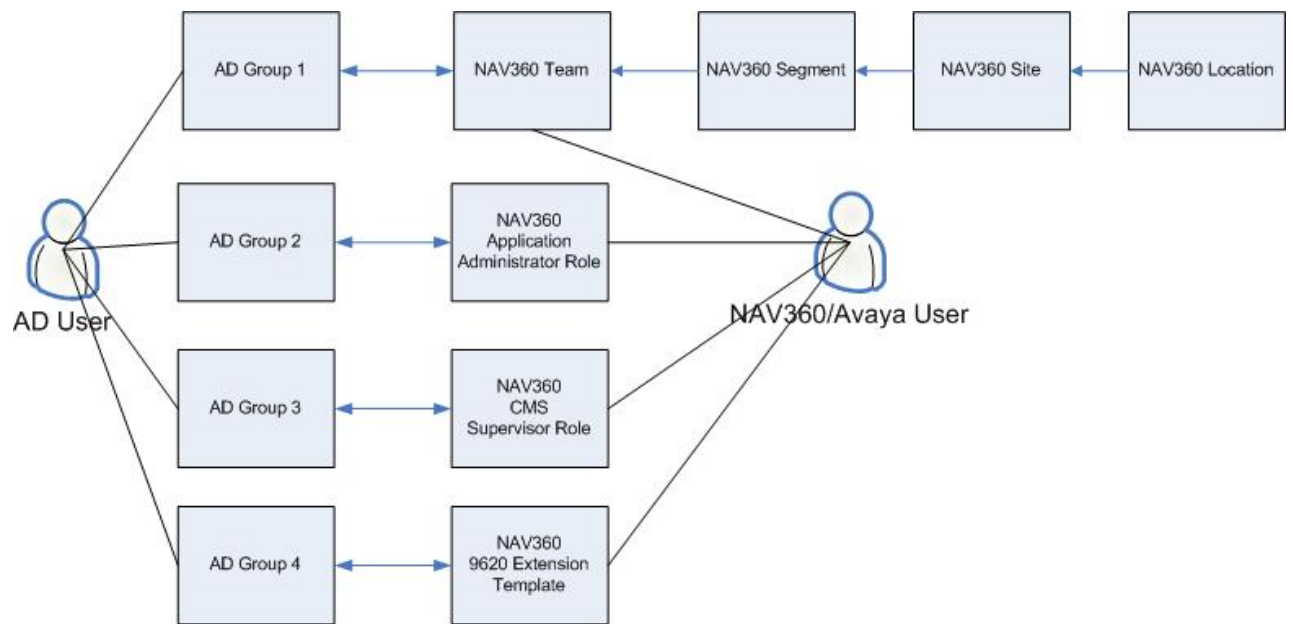 AD Group 1
NAV360 Team
NAV360 Segment
NAV360 Site
NAV360 Location
AD Group 2
NAV360
Application
Administrator Role
AD User
NAV360/Avaya User
AD Group 3
NAV360
CMS
Supervisor Role
AD Group 4
NAV360
9620 Extension
Template